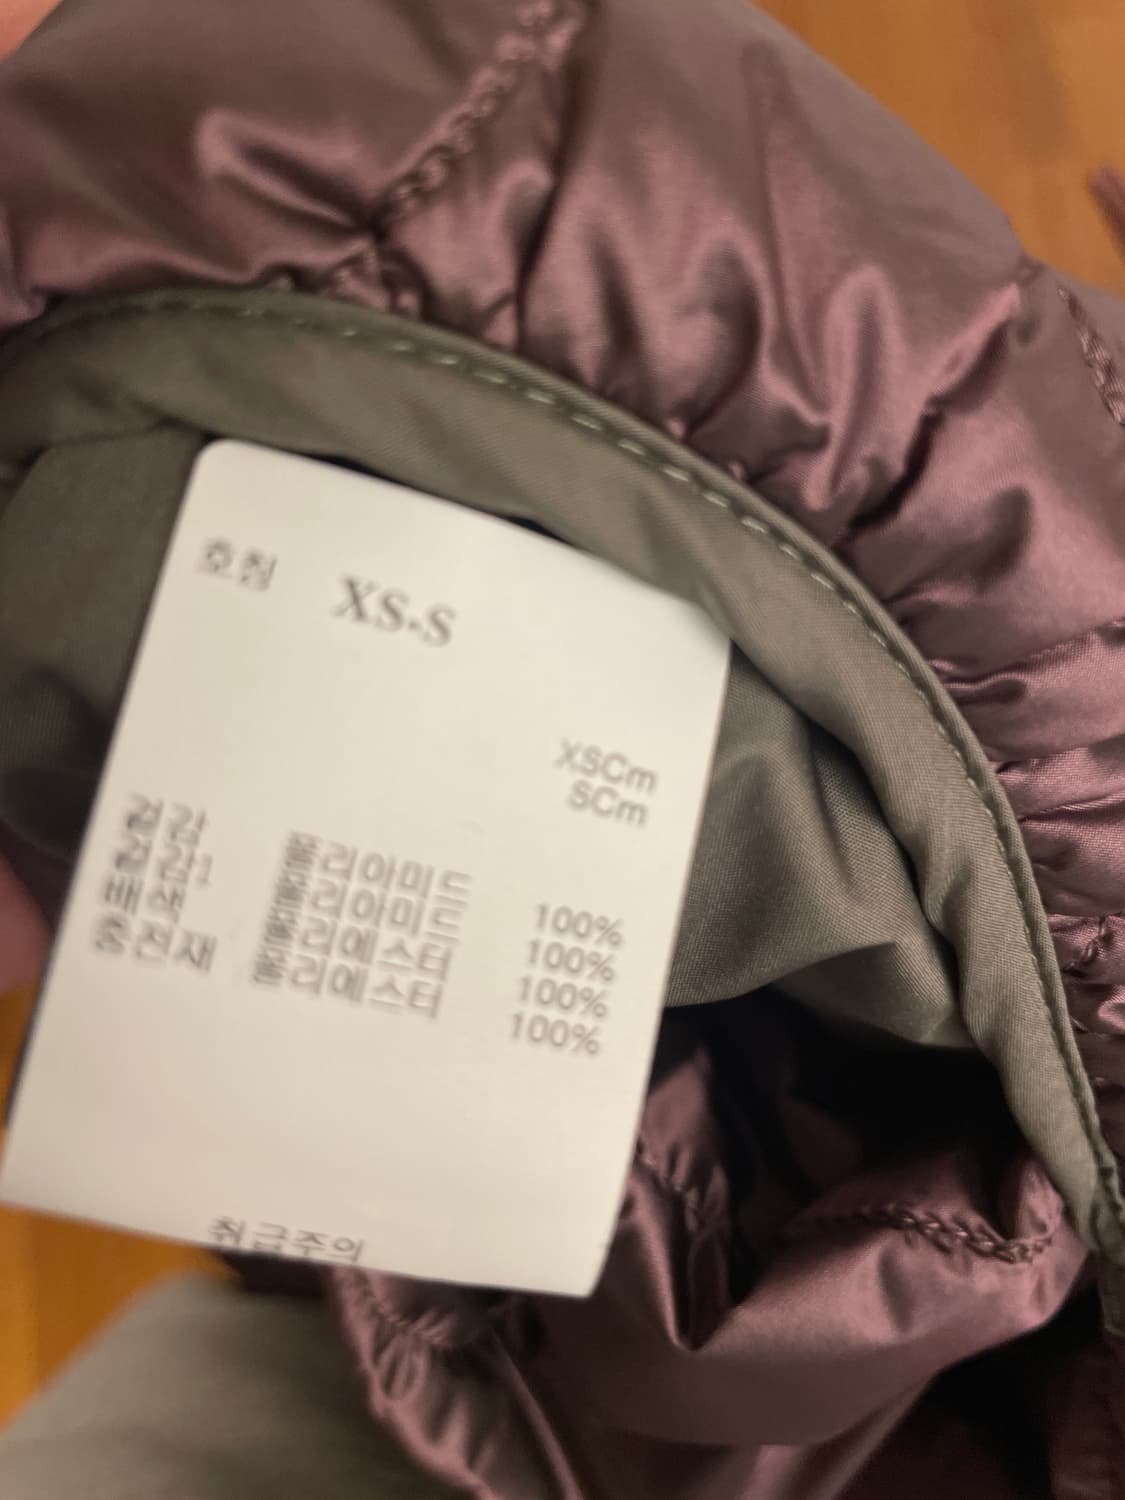 호칭 XS-S
XSCm
SCm
겉감 폴리아미드 100%
겉감 폴리아미드 100%
배색 폴리에스터 100%
충전재 폴리에스터 100%
취급주의